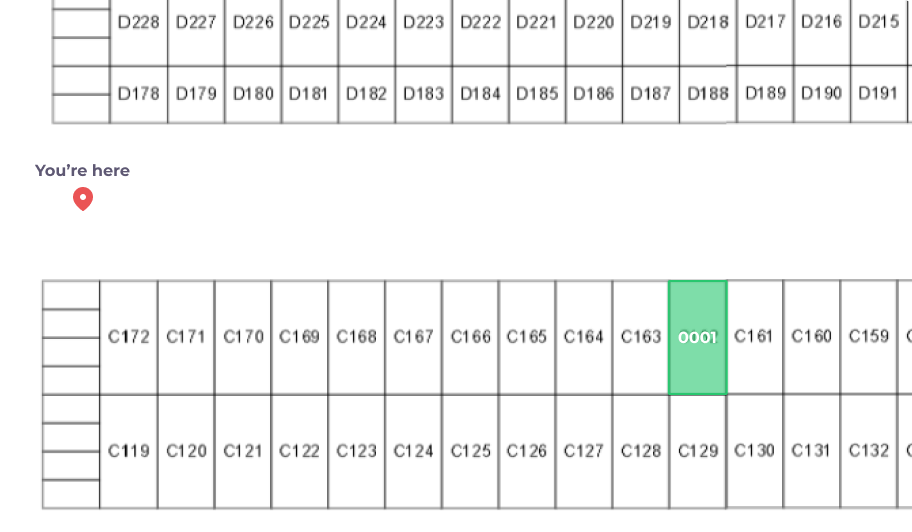 D228 D227 D226 D225 D224 D223 D222 D221 D220 D219 D218 D217 D216 D215
D178 D179 D180 D181 D182 D183 D184 D185 D186 D187 D188 D189 D190 D191
You're here
C172 C171 C170 C169 C168 C167 C166 C165 C164 C163 0001 C161 C160 C159
C119 C120 C121 C122 C123 C124 C125 C126 C127 C128 C129 C130 C131 C132